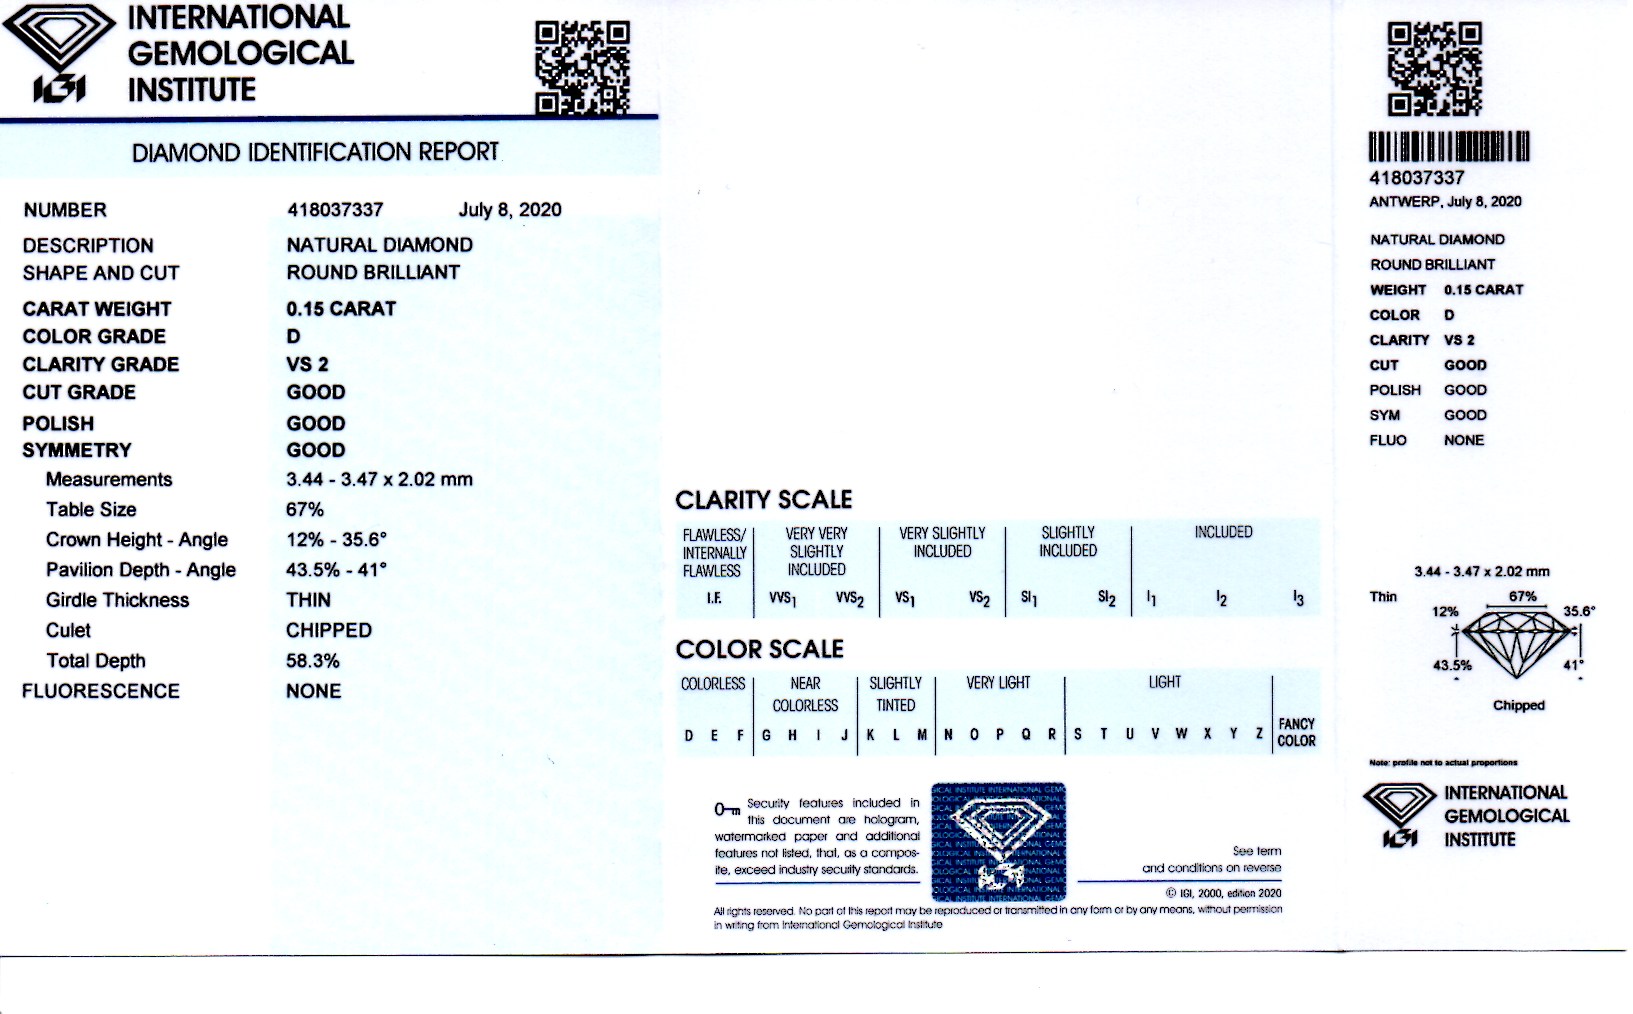 INTERNATIONAL
GEMOLOGICAL
INSTITUTE
IGI
DIAMOND IDENTIFICATION REPORT
NUMBER 418037337 July 8, 2020
DESCRIPTION NATURAL DIAMOND
SHAPE AND CUT ROUND BRILLIANT
CARAT WEIGHT 0.15 CARAT
COLOR GRADE D
CLARITY GRADE VS 2
CUT GRADE GOOD
POLISH GOOD
SYMMETRY GOOD
Measurements 3.44 - 3.47 x 2.02 mm
Table Size 67%
Crown Height - Angle 12% - 35.6°
Pavilion Depth - Angle 43.5% - 41°
Girdle Thickness THIN
Culet CHIPPED
Total Depth 58.3%
FLUORESCENCE NONE
CLARITY SCALE
FLAWLESS/ INTERNALLY FLAWLESS
VERY VERY SLIGHTLY INCLUDED
VERY SLIGHTLY INCLUDED
SLIGHTLY INCLUDED
INCLUDED
I.F. VVS1 VVS2 VS1 VS2 SI1 SI2 I1 I2 I3
COLOR SCALE
COLORLESS
NEAR COLORLESS
SLIGHTLY TINTED
VERY LIGHT
LIGHT
D E F G H I J K L M N O P Q R S T U V W X Y Z FANCY COLOR
Security features included in
this document are hologram,
watermarked paper and additional
features not listed, that, as a compos-
ite, exceed industry security standards.
See term
and conditions on reverse
© IGI, 2000, edition 2020
All rights reserved. No part of this report may be reproduced or transmitted in any form or by any means, without permission
in writing from International Gemological Institute
418037337
ANTWERP, July 8, 2020
NATURAL DIAMOND
ROUND BRILLIANT
WEIGHT 0.15 CARAT
COLOR D
CLARITY VS 2
CUT GOOD
POLISH GOOD
SYM GOOD
FLUO NONE
3.44 - 3.47 x 2.02 mm
Thin 67%
12% 35.6°
43.5% 41°
Chipped
Note: profile not to actual proportions
INTERNATIONAL
GEMOLOGICAL
INSTITUTE
IGI